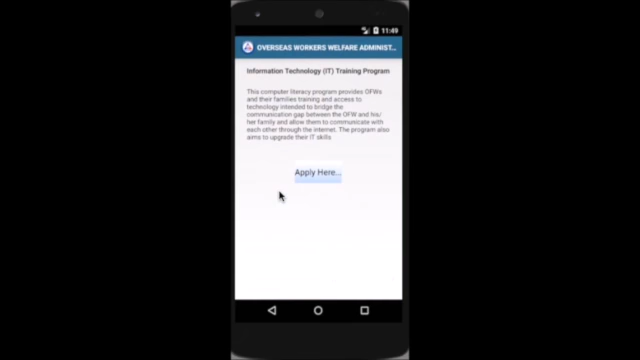 11:49
OVERSEAS WORKERS WELFARE ADMINIST...
Information Technology (IT) Training Program
This computer literacy program provides OFWs
and their families training and access to
technology intended to bridge the
communication gap between the OFW and his/
her family and allow them to communicate with
each other through the internet. The program also
aims to upgrade their IT skills
Apply Here...